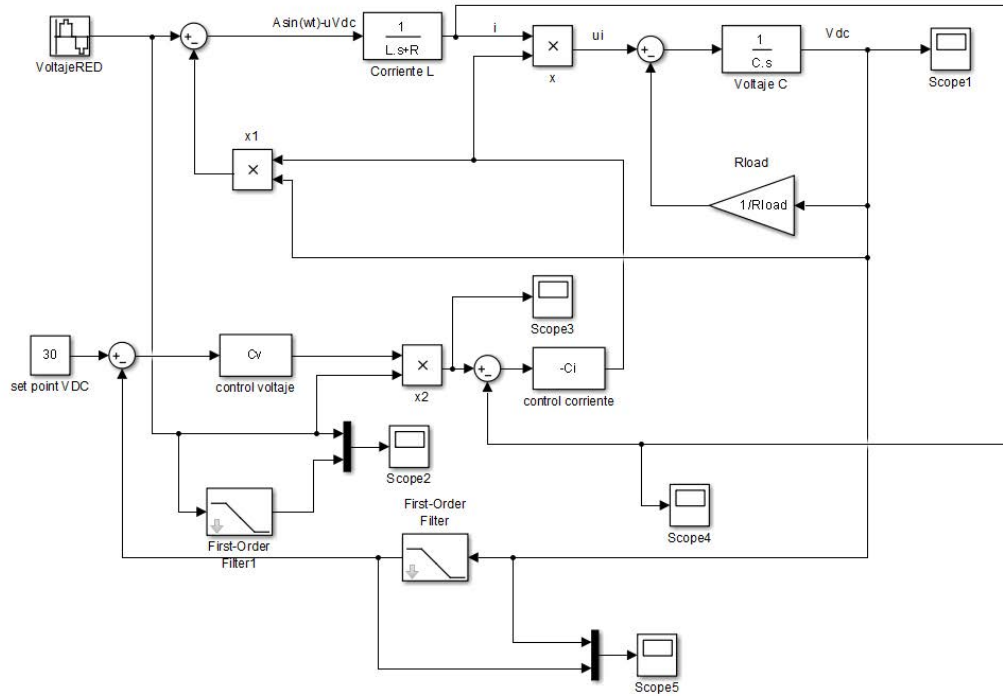 Asin(wt)-uVdc
VoltajeRED
+
-
1
L.s+R
Corriente L
i
×
x
ui
+
-
1
C.s
Voltaje C
Vdc
Scope1
x1
×
Rload
1/Rload
Scope3
30
set point VDC
+
-
Cv
control voltaje
×
x2
+
-
-Ci
control corriente
Scope2
First-Order
Filter1
First-Order
Filter
Scope4
Scope5